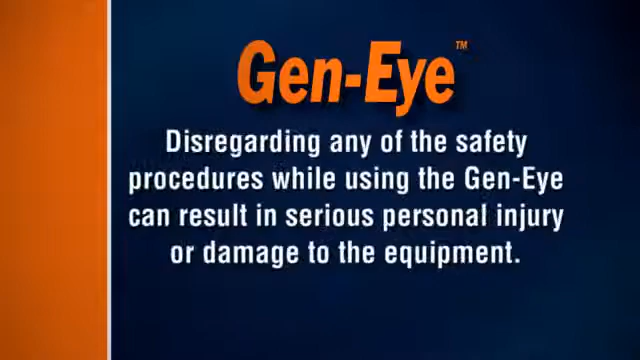 Gen-Eye™
Disregarding any of the safety
procedures while using the Gen-Eye
can result in serious personal injury
or damage to the equipment.